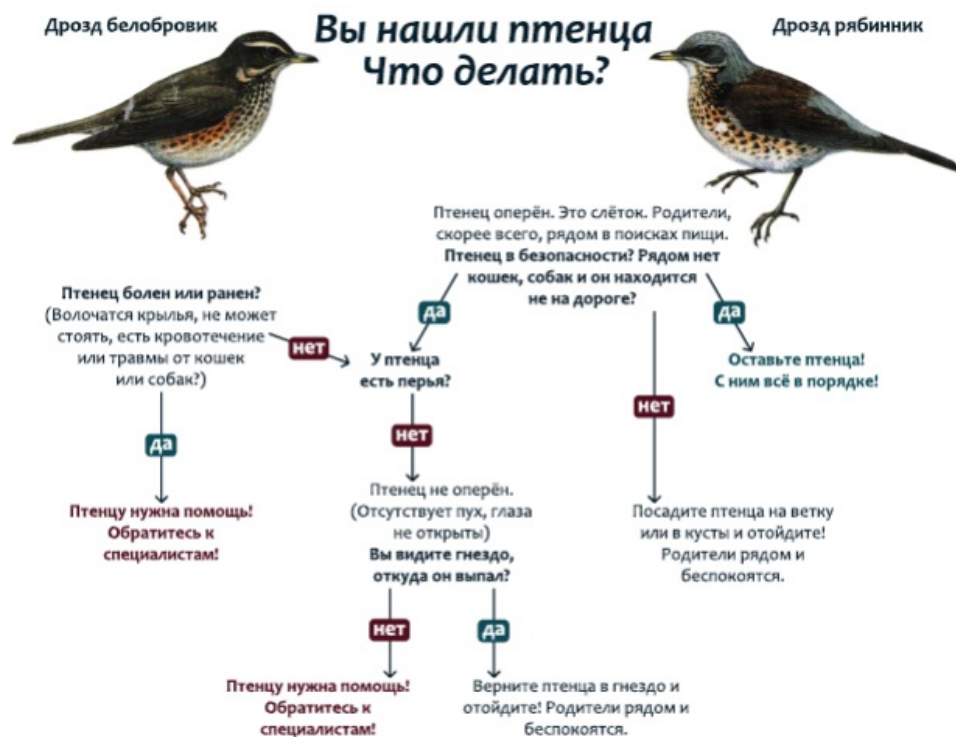 Дрозд белобровик
Вы нашли птенца
Что делать?
Дрозд рябинник
Птенец оперён. Это слёток. Родители,
скорее всего, рядом в поисках пищи.
Птенец в безопасности? Рядом нет
кошек, собак и он находится
не на дороге?
Птенец болен или ранен?
(Волочатся крылья, не может
стоять, есть кровотечение
или травмы от кошек
или собак?)
нет
да
да
У птенца
есть перья?
Оставьте птенца!
С ним всё в порядке!
да
нет
нет
Птенцу нужна помощь!
Обратитесь к
специалистам!
Птенец не оперён.
(Отсутствует пух, глаза
не открыты)
Вы видите гнездо,
откуда он выпал?
Посадите птенца на ветку
или в кусты и отойдите!
Родители рядом и
беспокоятся.
нет
да
Птенцу нужна помощь!
Обратитесь к
специалистам!
Верните птенца в гнездо и
отойдите! Родители рядом и
беспокоятся.